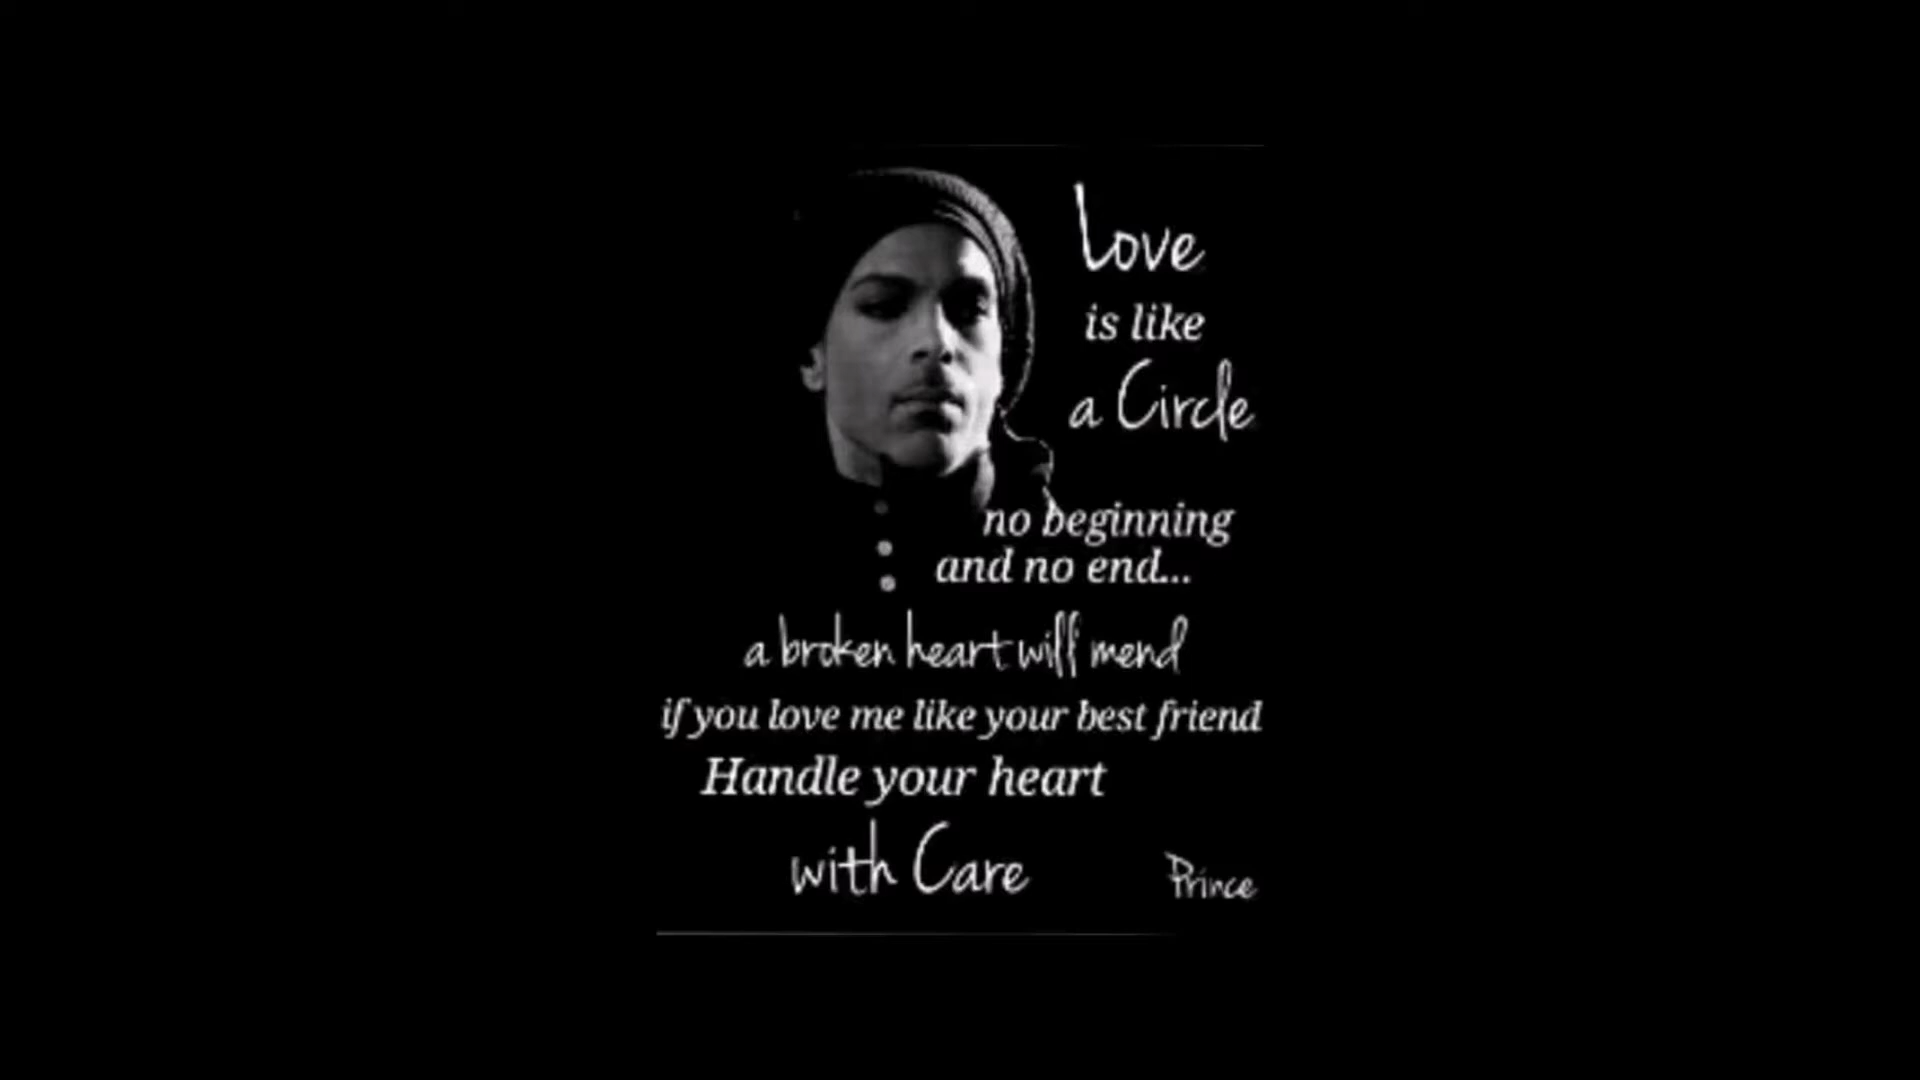 Love
is like
a Circle
no beginning
and no end...
a broken heart will mend
if you love me like your best friend
Handle your heart
with Care
Prince